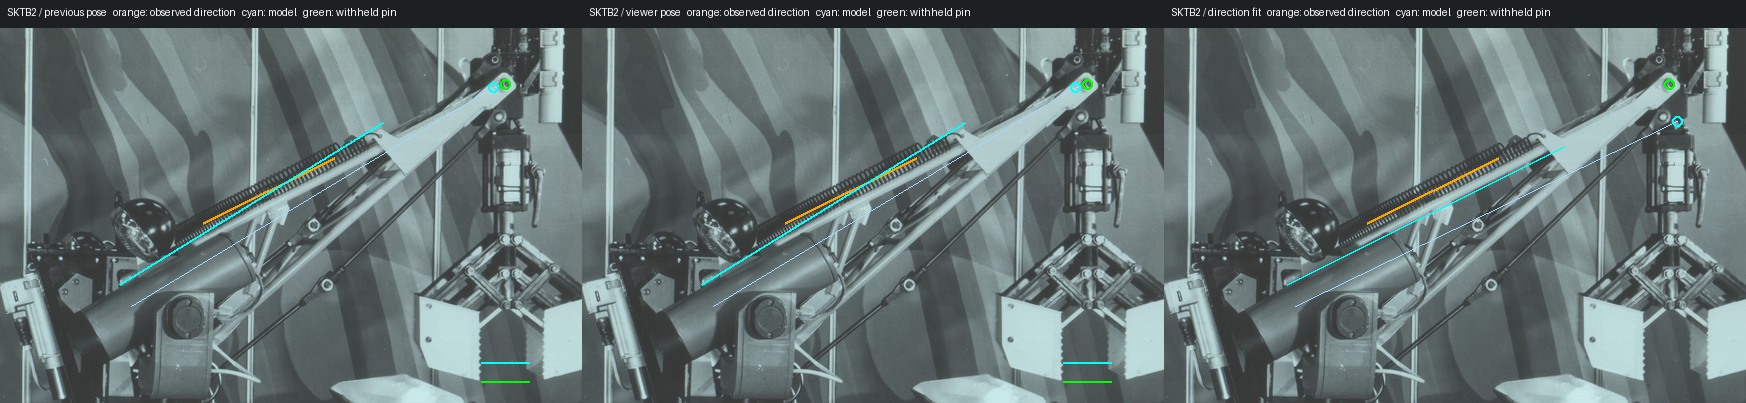 SKTB2 / previous pose orange: observed direction cyan: model green: withheld pin
SKTB2 / viewer pose orange: observed direction cyan: model green: withheld pin
SKTB2 / direction fit orange: observed direction cyan: model green: withheld pin